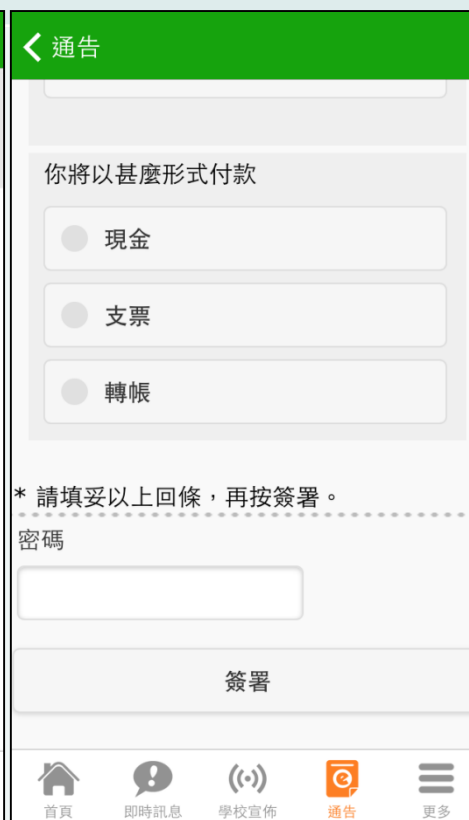 通告
你將以甚麼形式付款
現金
支票
轉帳
* 請填妥以上回條，再按簽署。
密碼
簽署
首頁 即時訊息 學校宣佈 通告 更多